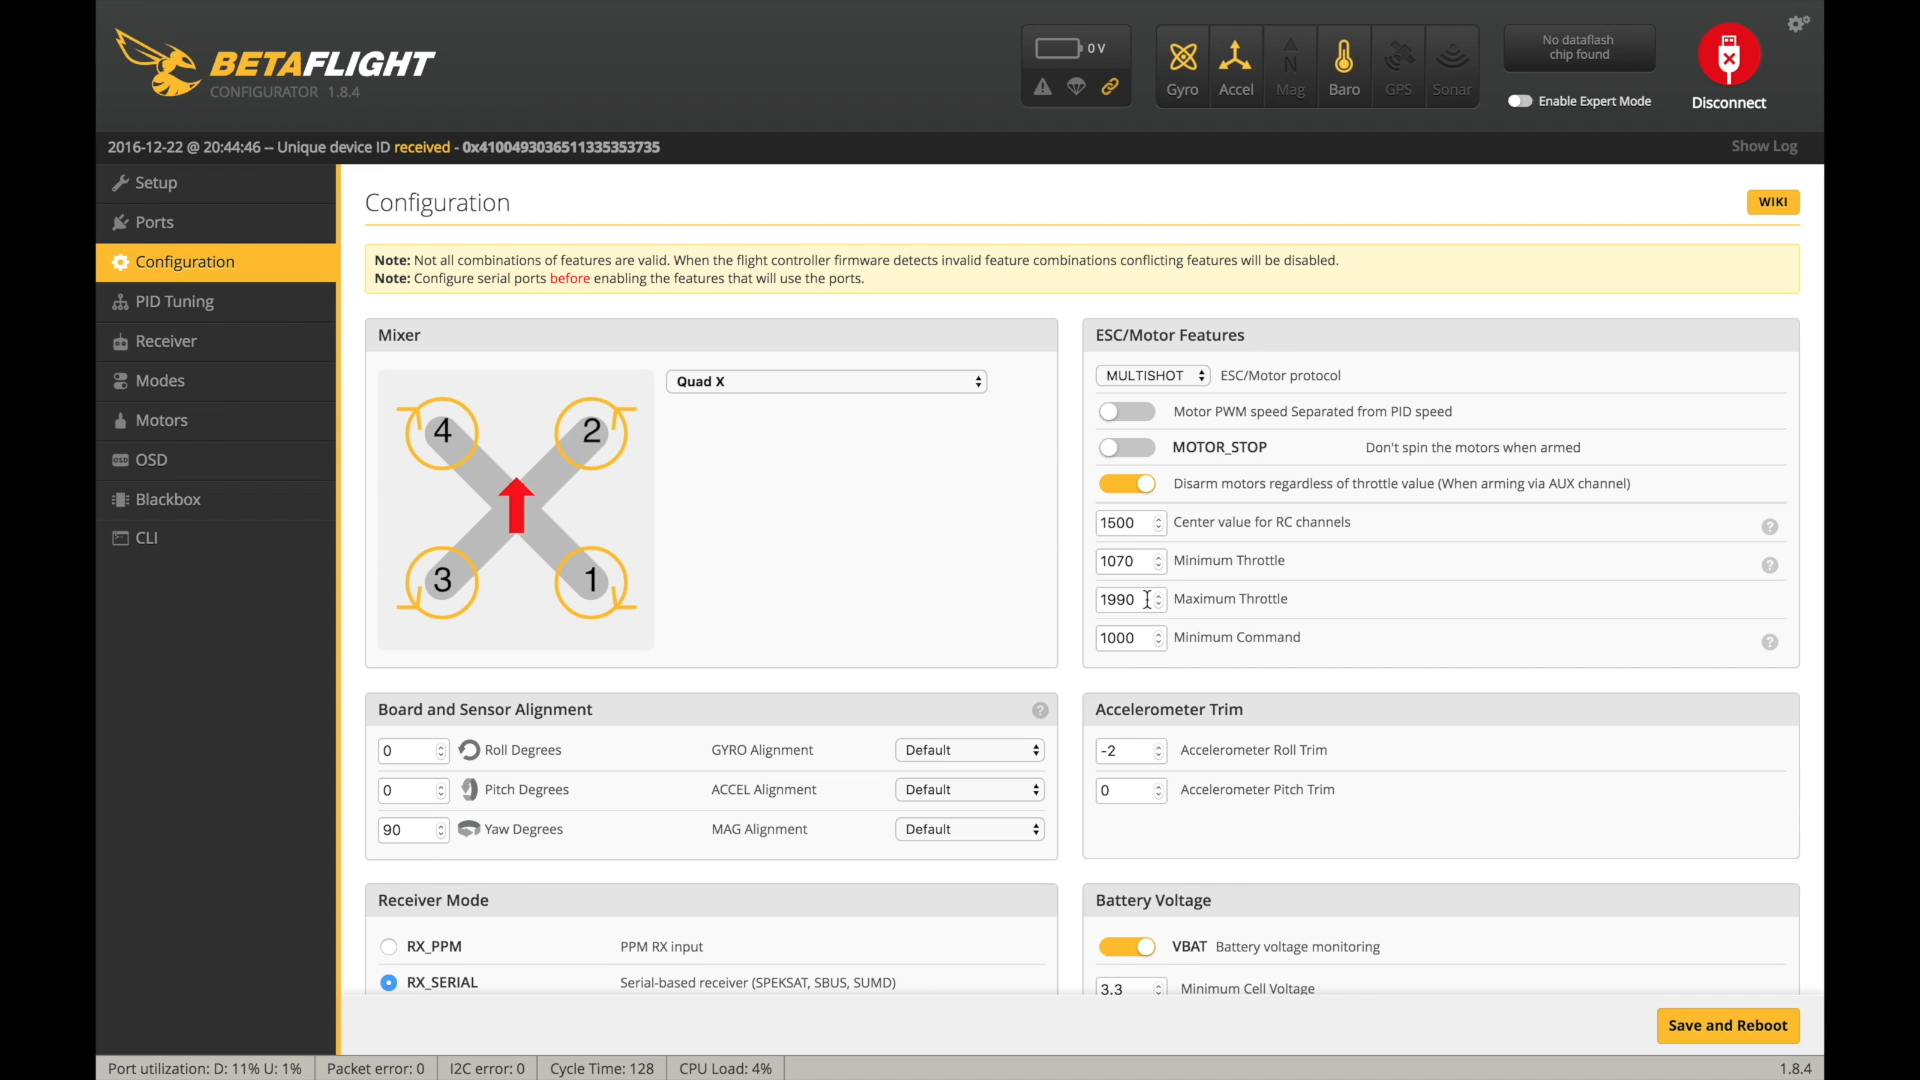 BETAFLIGHT
CONFIGURATOR 1.8.4
0 V
Gyro
Accel
Mag
Baro
GPS
Sonar
No dataflash
chip found
Enable Expert Mode
Disconnect
2016-12-22 @ 20:44:46 -- Unique device ID received - 0x4100493036511335353735
Show Log
Setup
Ports
Configuration
PID Tuning
Receiver
Modes
Motors
OSD
Blackbox
CLI
Configuration
WIKI
Note: Not all combinations of features are valid. When the flight controller firmware detects invalid feature combinations conflicting features will be disabled.
Note: Configure serial ports before enabling the features that will use the ports.
Mixer
4
2
3
1
Quad X
ESC/Motor Features
MULTISHOT ESC/Motor protocol
Motor PWM speed Separated from PID speed
MOTOR_STOP Don't spin the motors when armed
Disarm motors regardless of throttle value (When arming via AUX channel)
1500 Center value for RC channels ?
1070 Minimum Throttle ?
1990 Maximum Throttle
1000 Minimum Command ?
Board and Sensor Alignment ?
0 Roll Degrees GYRO Alignment Default
0 Pitch Degrees ACCEL Alignment Default
90 Yaw Degrees MAG Alignment Default
Accelerometer Trim
-2 Accelerometer Roll Trim
0 Accelerometer Pitch Trim
Receiver Mode
RX_PPM PPM RX input
RX_SERIAL Serial-based receiver (SPEKSAT, SBUS, SUMD)
Battery Voltage
VBAT Battery voltage monitoring
3.3 Minimum Cell Voltage
Save and Reboot
Port utilization: D: 11% U: 1% Packet error: 0 I2C error: 0 Cycle Time: 128 CPU Load: 4% 1.8.4